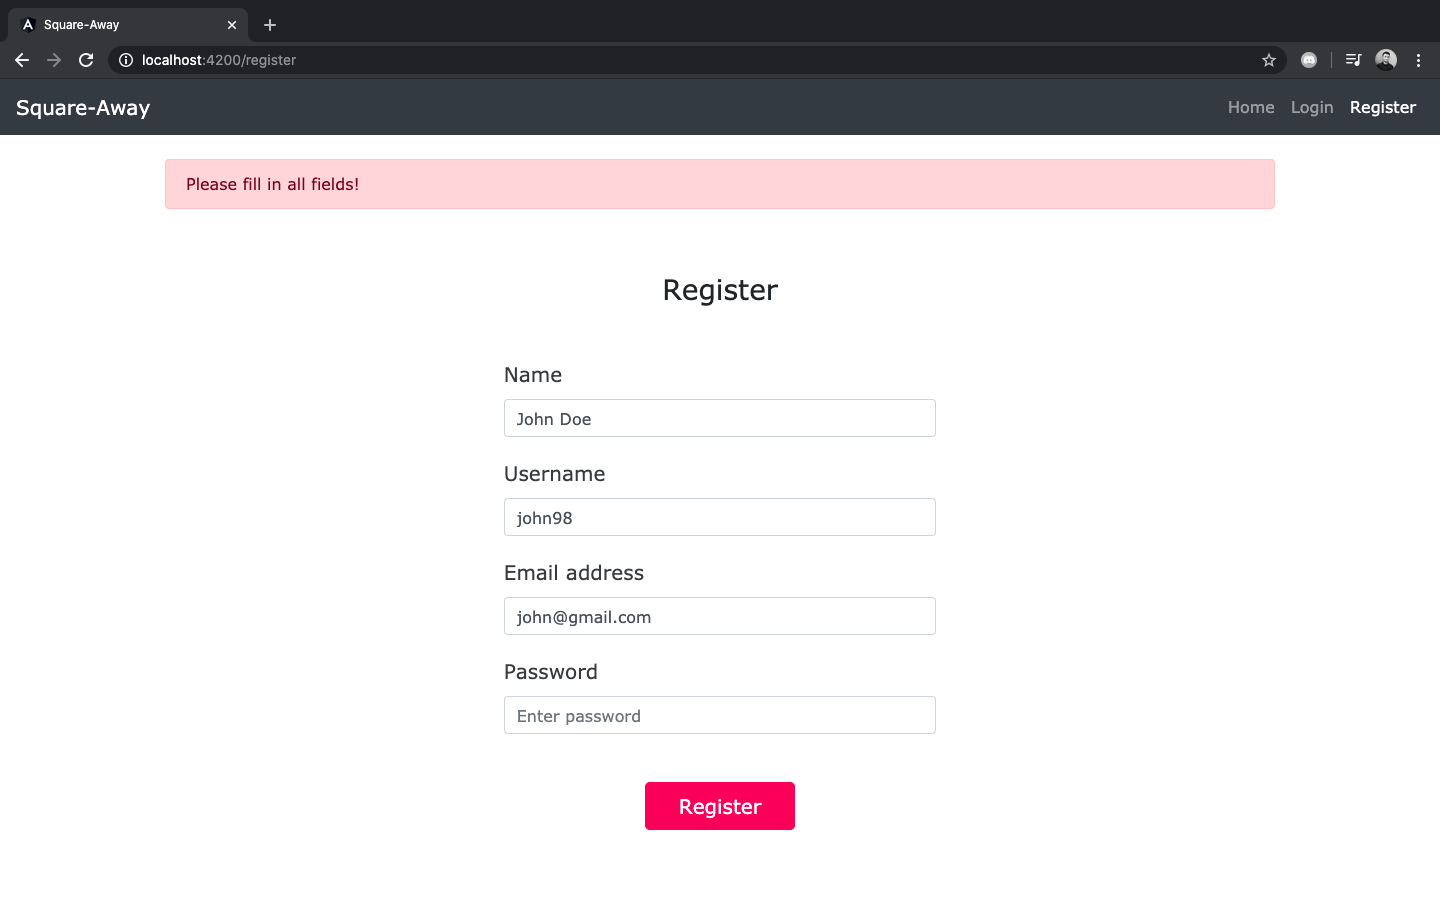 Square-Away
localhost:4200/register
Square-Away
Home Login Register
Please fill in all fields!
Register
Name
John Doe
Username
john98
Email address
john@gmail.com
Password
Enter password
Register